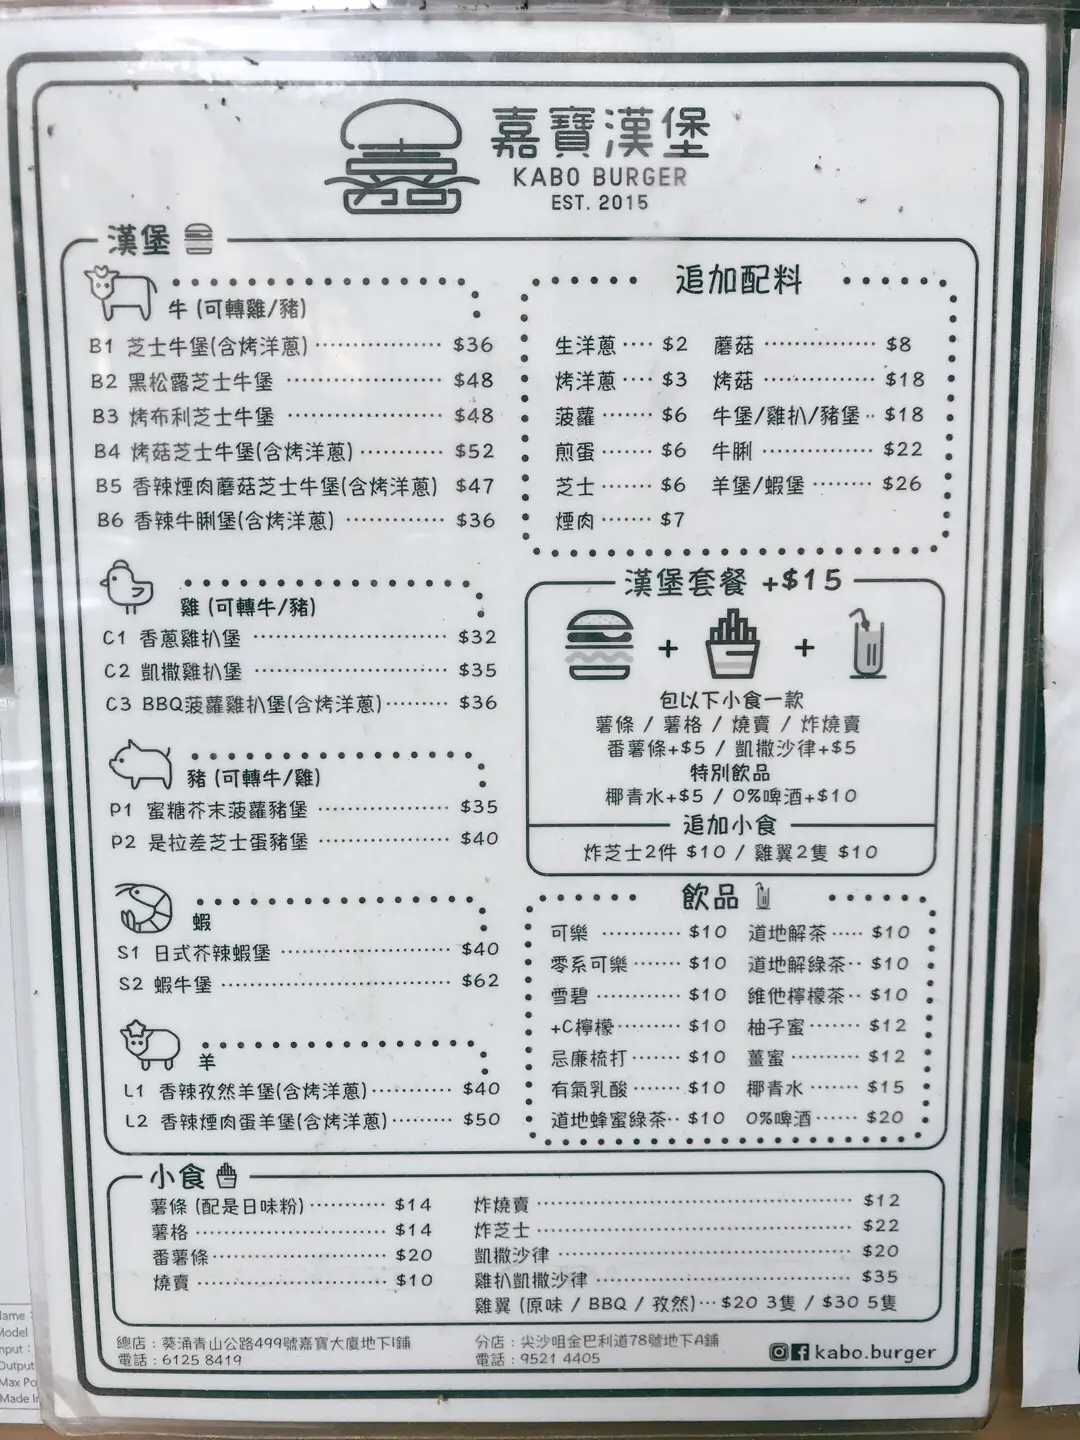 嘉寶漢堡
KABO BURGER
EST. 2015
漢堡
牛 (可轉雞/豬)
B1 芝士牛堡(含烤洋蔥) $36
B2 黑松露芝士牛堡 $48
B3 烤布利芝士牛堡 $48
B4 烤菇芝士牛堡(含烤洋蔥) $52
B5 香辣煙肉蘑菇芝士牛堡(含烤洋蔥) $47
B6 香辣牛脷堡(含烤洋蔥) $36
雞 (可轉牛/豬)
C1 香蔥雞扒堡 $32
C2 凱撒雞扒堡 $35
C3 BBQ菠蘿雞扒堡(含烤洋蔥) $36
豬 (可轉牛/雞)
P1 蜜糖芥末菠蘿豬堡 $35
P2 是拉差芝士蛋豬堡 $40
蝦
S1 日式芥辣蝦堡 $40
S2 蝦牛堡 $62
羊
L1 香辣孜然羊堡(含烤洋蔥) $40
L2 香辣煙肉蛋羊堡(含烤洋蔥) $50
追加配料
生洋蔥 $2 蘑菇 $8
烤洋蔥 $3 烤菇 $18
菠蘿 $6 牛堡/雞扒/豬堡 $18
煎蛋 $6 牛脷 $22
芝士 $6 羊堡/蝦堡 $26
煙肉 $7
漢堡套餐 +$15
+ +
包以下小食一款
薯條 / 薯格 / 燒賣 / 炸燒賣
番薯條+$5 / 凱撒沙律+$5
特別飲品
椰青水+$5 / 0%啤酒+$10
追加小食
炸芝士2件 $10 / 雞翼2隻 $10
飲品
可樂 $10 道地解茶 $10
零系可樂 $10 道地解綠茶 $10
雪碧 $10 維他檸檬茶 $10
+C檸檬 $10 柚子蜜 $12
忌廉梳打 $10 薑蜜 $12
有氣乳酸 $10 椰青水 $15
道地蜂蜜綠茶 $10 0%啤酒 $20
小食
薯條 (配是日味粉) $14 炸燒賣 $12
薯格 $14 炸芝士 $22
番薯條 $20 凱撒沙律 $20
燒賣 $10 雞扒凱撒沙律 $35
雞翼 (原味 / BBQ / 孜然) $20 3隻 / $30 5隻
總店：葵涌青山公路499號嘉寶大廈地下I鋪
電話：6125 8419
分店：尖沙咀金巴利道78號地下A鋪
電話：9521 4405
kabo.burger
Model
Output
Max Po
Made In